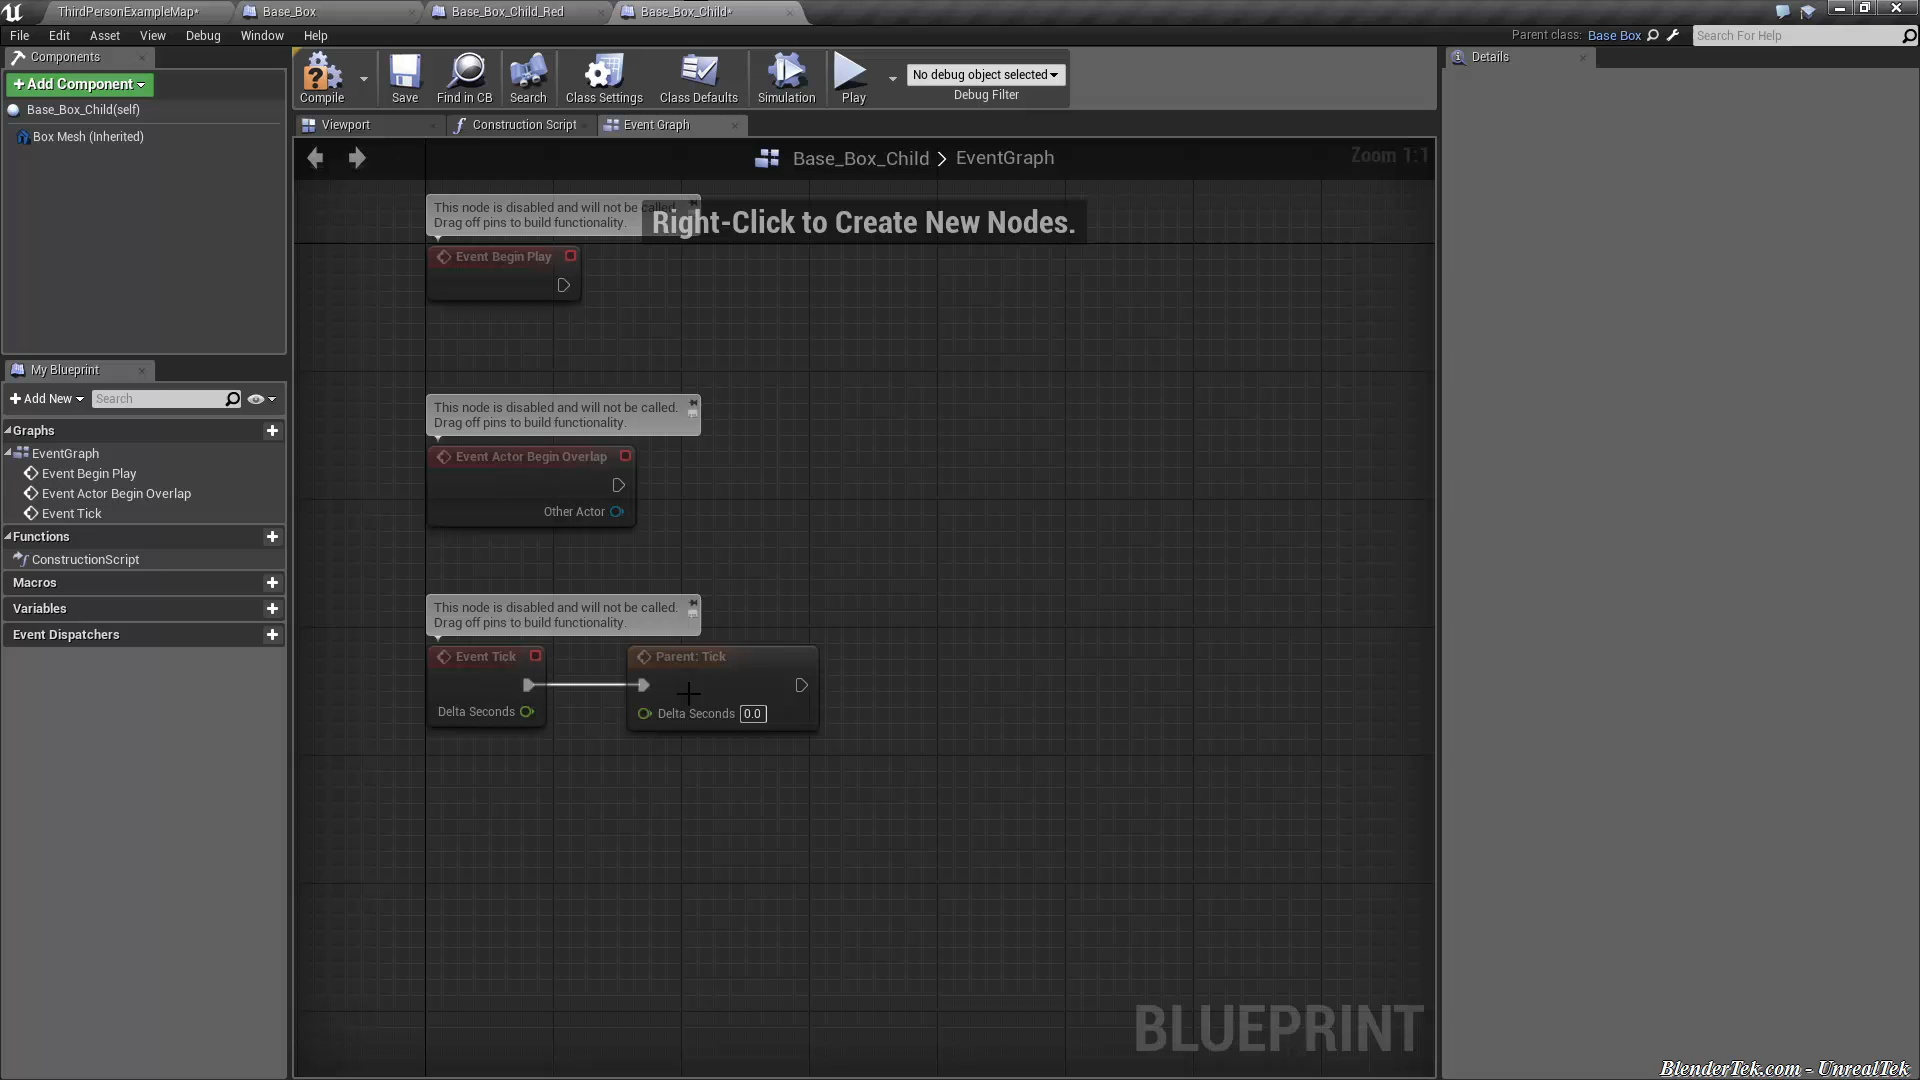 ThirdPersonExampleMap*
Base_Box
Base_Box_Child_Red
Base_Box_Child*
File Edit Asset View Debug Window Help
Parent class: Base Box
Search For Help
Components
+Add Component
Base_Box_Child(self)
Box Mesh (Inherited)
Compile
Save
Find in CB
Search
Class Settings
Class Defaults
Simulation
Play
No debug object selected
Debug Filter
Details
Viewport
Construction Script
Event Graph
Base_Box_Child > EventGraph
Zoom 1:1
This node is disabled and will not be called.
Drag off pins to build functionality.
Right-Click to Create New Nodes.
Event Begin Play
This node is disabled and will not be called.
Drag off pins to build functionality.
Event Actor Begin Overlap
Other Actor
This node is disabled and will not be called.
Drag off pins to build functionality.
Event Tick
Delta Seconds
Parent: Tick
Delta Seconds 0.0
My Blueprint
+Add New
Search
Graphs
EventGraph
Event Begin Play
Event Actor Begin Overlap
Event Tick
Functions
ConstructionScript
Macros
Variables
Event Dispatchers
BLUEPRINT
BlenderTek.com - UnrealTek